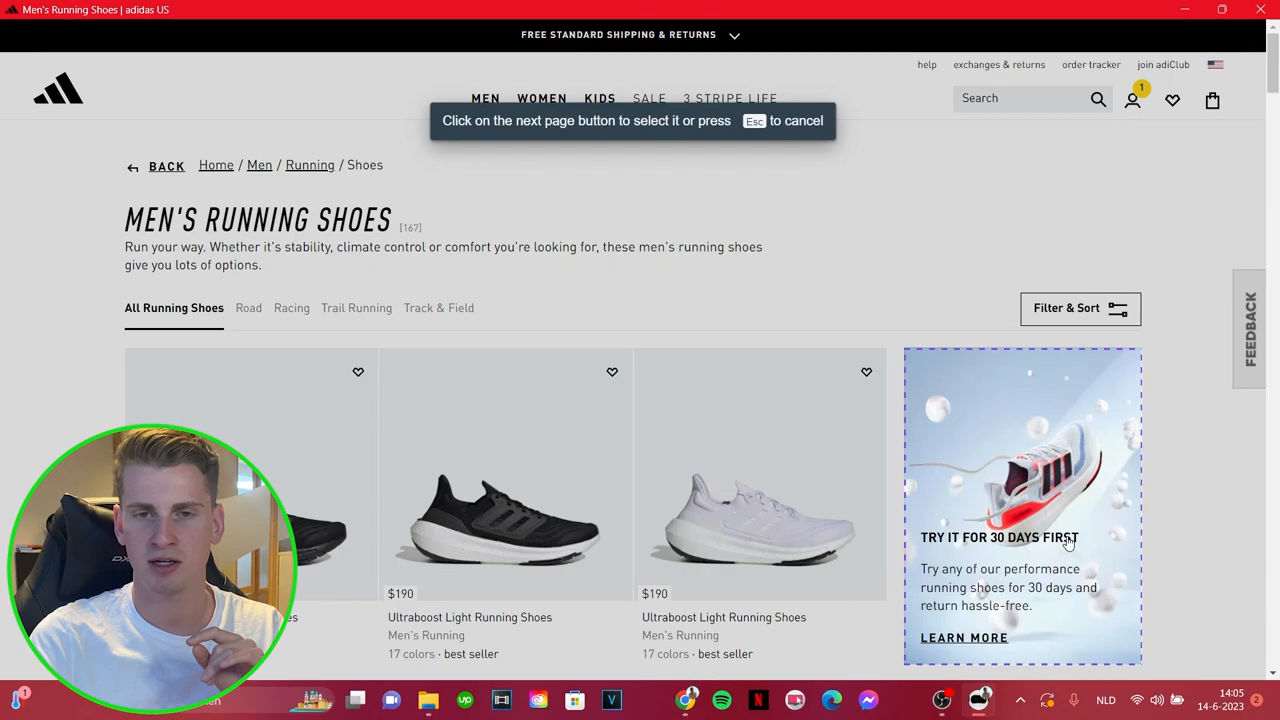 Men's Running Shoes | adidas US
FREE STANDARD SHIPPING & RETURNS
help exchanges & returns order tracker join adiClub
MEN WOMEN KIDS SALE 3 STRIPE LIFE
Search
1
Click on the next page button to select it or press Esc to cancel
BACK Home / Men / Running / Shoes
MEN'S RUNNING SHOES [167]
Run your way. Whether it's stability, climate control or comfort you're looking for, these men's running shoes
give you lots of options.
All Running Shoes Road Racing Trail Running Track & Field
Filter & Sort
FEEDBACK
TRY IT FOR 30 DAYS FIRST
Try any of our performance
running shoes for 30 days and
return hassle-free.
LEARN MORE
$190 $190
Ultraboost Light Running Shoes Ultraboost Light Running Shoes
Men's Running Men's Running
17 colors · best seller 17 colors · best seller
1
NLD
14:05
14-6-2023
2